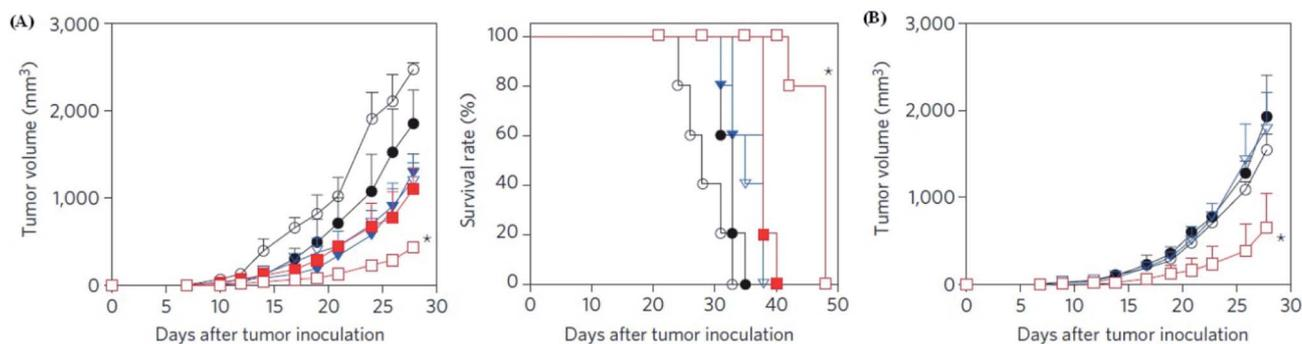 (A)
3,000
2,000
1,000
0
Tumor volume (mm³)
0 5 10 15 20 25 30
Days after tumor inoculation
*
100
80
60
40
20
0
Survival rate (%)
0 10 20 30 40 50
Days after tumor inoculation
*
(B)
3,000
2,000
1,000
0
Tumor volume (mm³)
0 5 10 15 20 25 30
Days after tumor inoculation
*